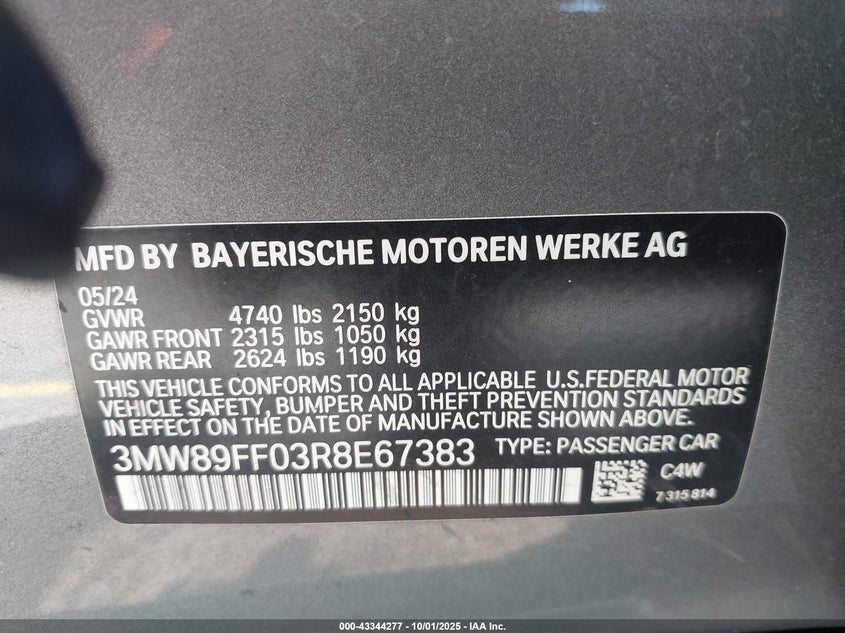 MFD BY BAYERISCHE MOTOREN WERKE AG
05/24
GVWR 4740 lbs 2150 kg
GAWR FRONT 2315 lbs 1050 kg
GAWR REAR 2624 lbs 1190 kg
THIS VEHICLE CONFORMS TO ALL APPLICABLE U.S.FEDERAL MOTOR
VEHICLE SAFETY, BUMPER AND THEFT PREVENTION STANDARDS
IN EFFECT ON THE DATE OF MANUFACTURE SHOWN ABOVE.
3MW89FF03R8E67383 TYPE: PASSENGER CAR
C4W
7315814
000-43344277 - 10/01/2025 - IAA Inc.